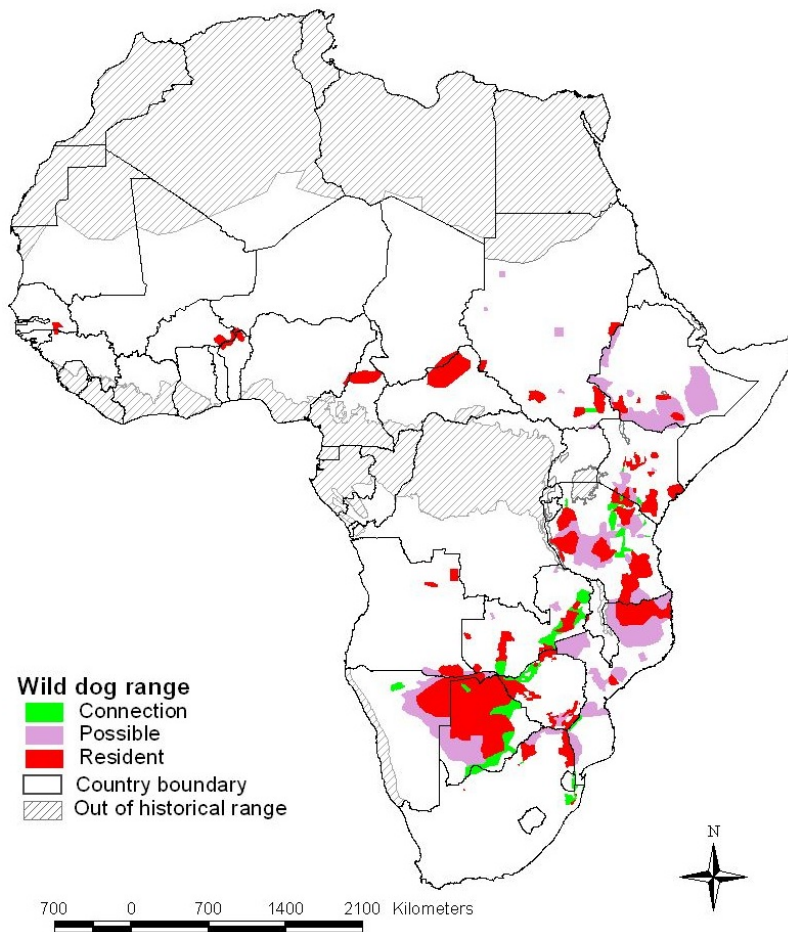 Wild dog range
Connection
Possible
Resident
Country boundary
Out of historical range
N
700 0 700 1400 2100 Kilometers